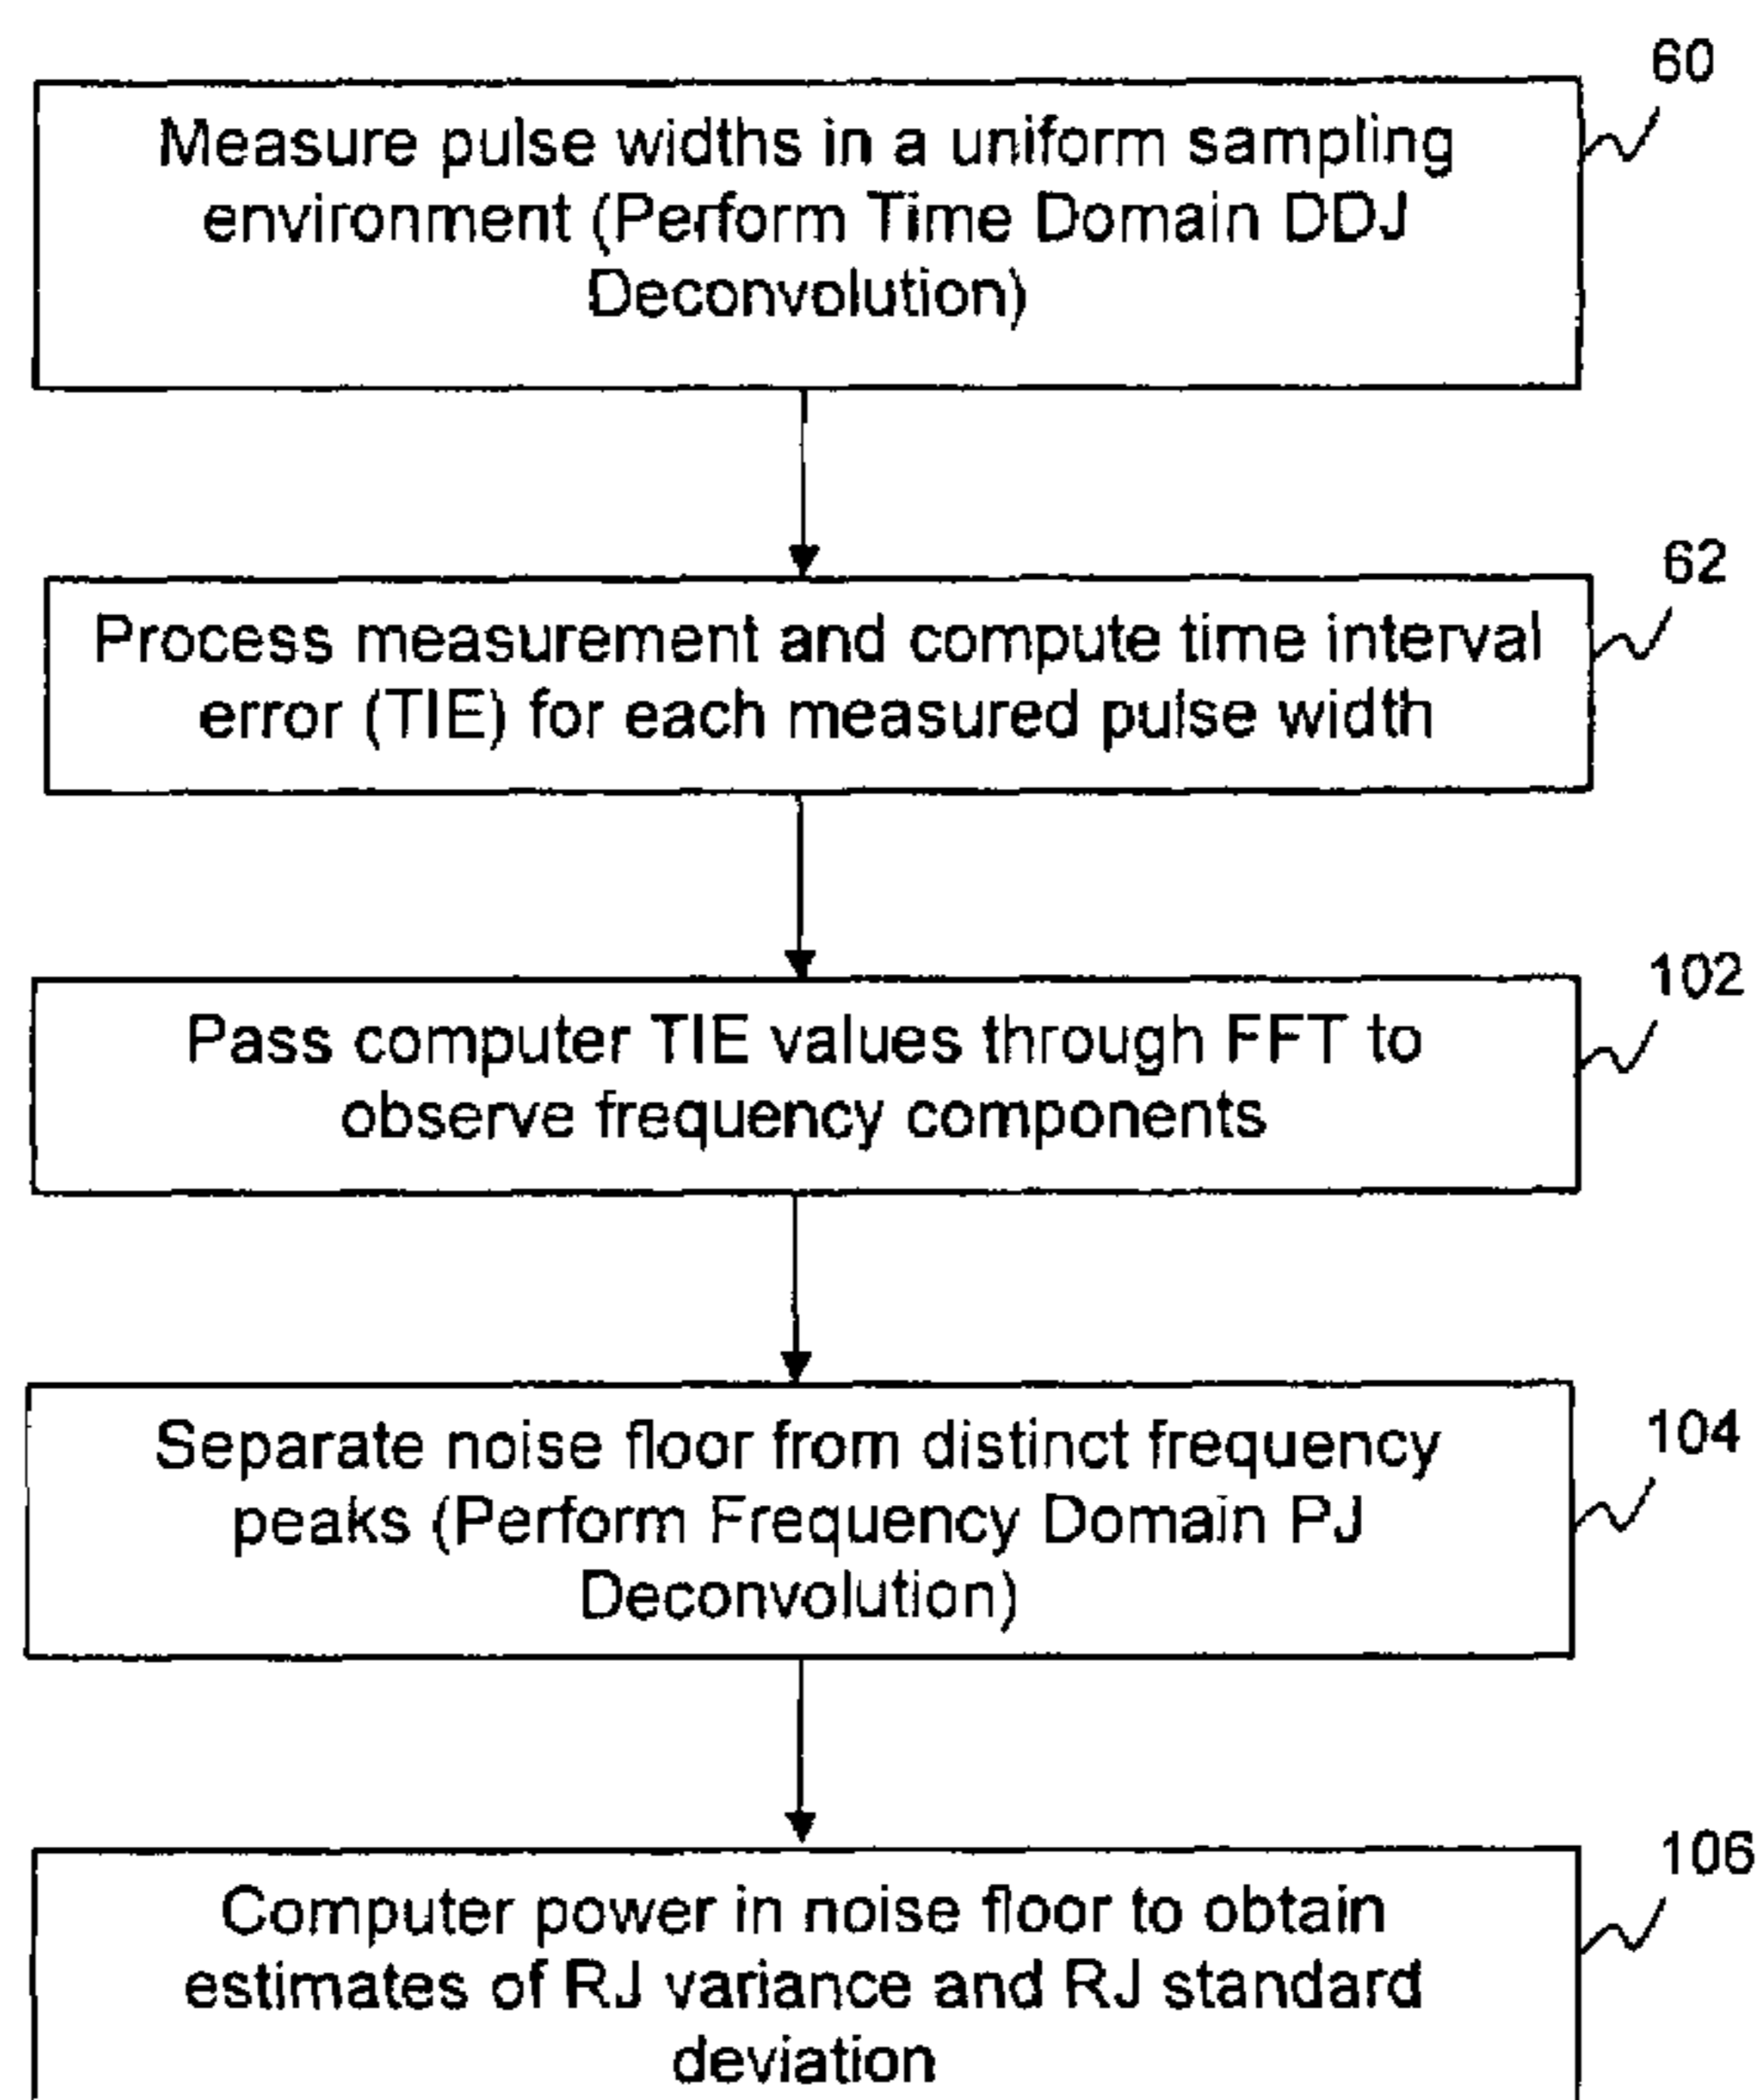 60
Measure pulse widths in a uniform sampling
environment (Perform Time Domain DDJ
Deconvolution)
62
Process measurement and compute time interval
error (TIE) for each measured pulse width
102
Pass computer TIE values through FFT to
observe frequency components
104
Separate noise floor from distinct frequency
peaks (Perform Frequency Domain PJ
Deconvolution)
106
Computer power in noise floor to obtain
estimates of RJ variance and RJ standard
deviation